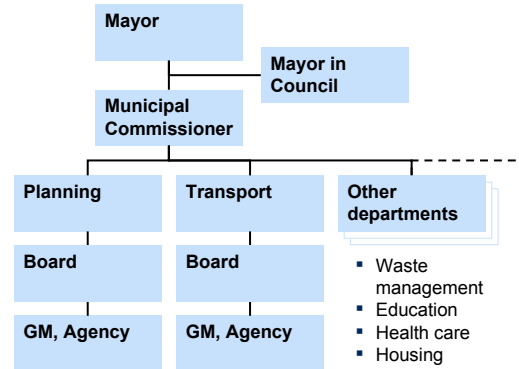 Mayor
Mayor in
Council
Municipal
Commissioner
Planning
Transport
Other
departments
Board
Board
▪ Waste
management
▪ Education
▪ Health care
▪ Housing
GM, Agency
GM, Agency